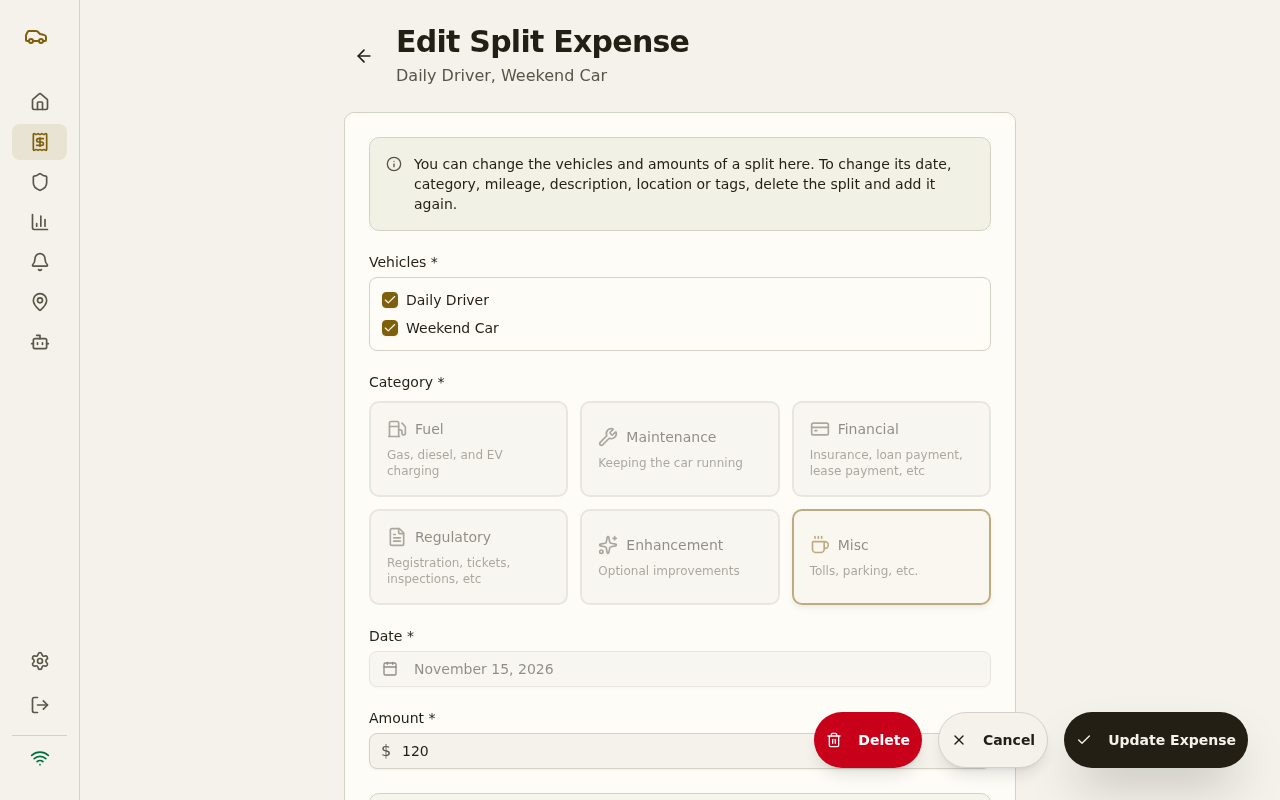 Edit Split Expense
Daily Driver, Weekend Car
You can change the vehicles and amounts of a split here. To change its date,
category, mileage, description, location or tags, delete the split and add it
again.
Vehicles *
Daily Driver
Weekend Car
Category *
Fuel
Gas, diesel, and EV
charging
Maintenance
Keeping the car running
Financial
Insurance, loan payment,
lease payment, etc
Regulatory
Registration, tickets,
inspections, etc
Enhancement
Optional improvements
Misc
Tolls, parking, etc.
Date *
November 15, 2026
Amount *
$ 120
Delete
Cancel
Update Expense